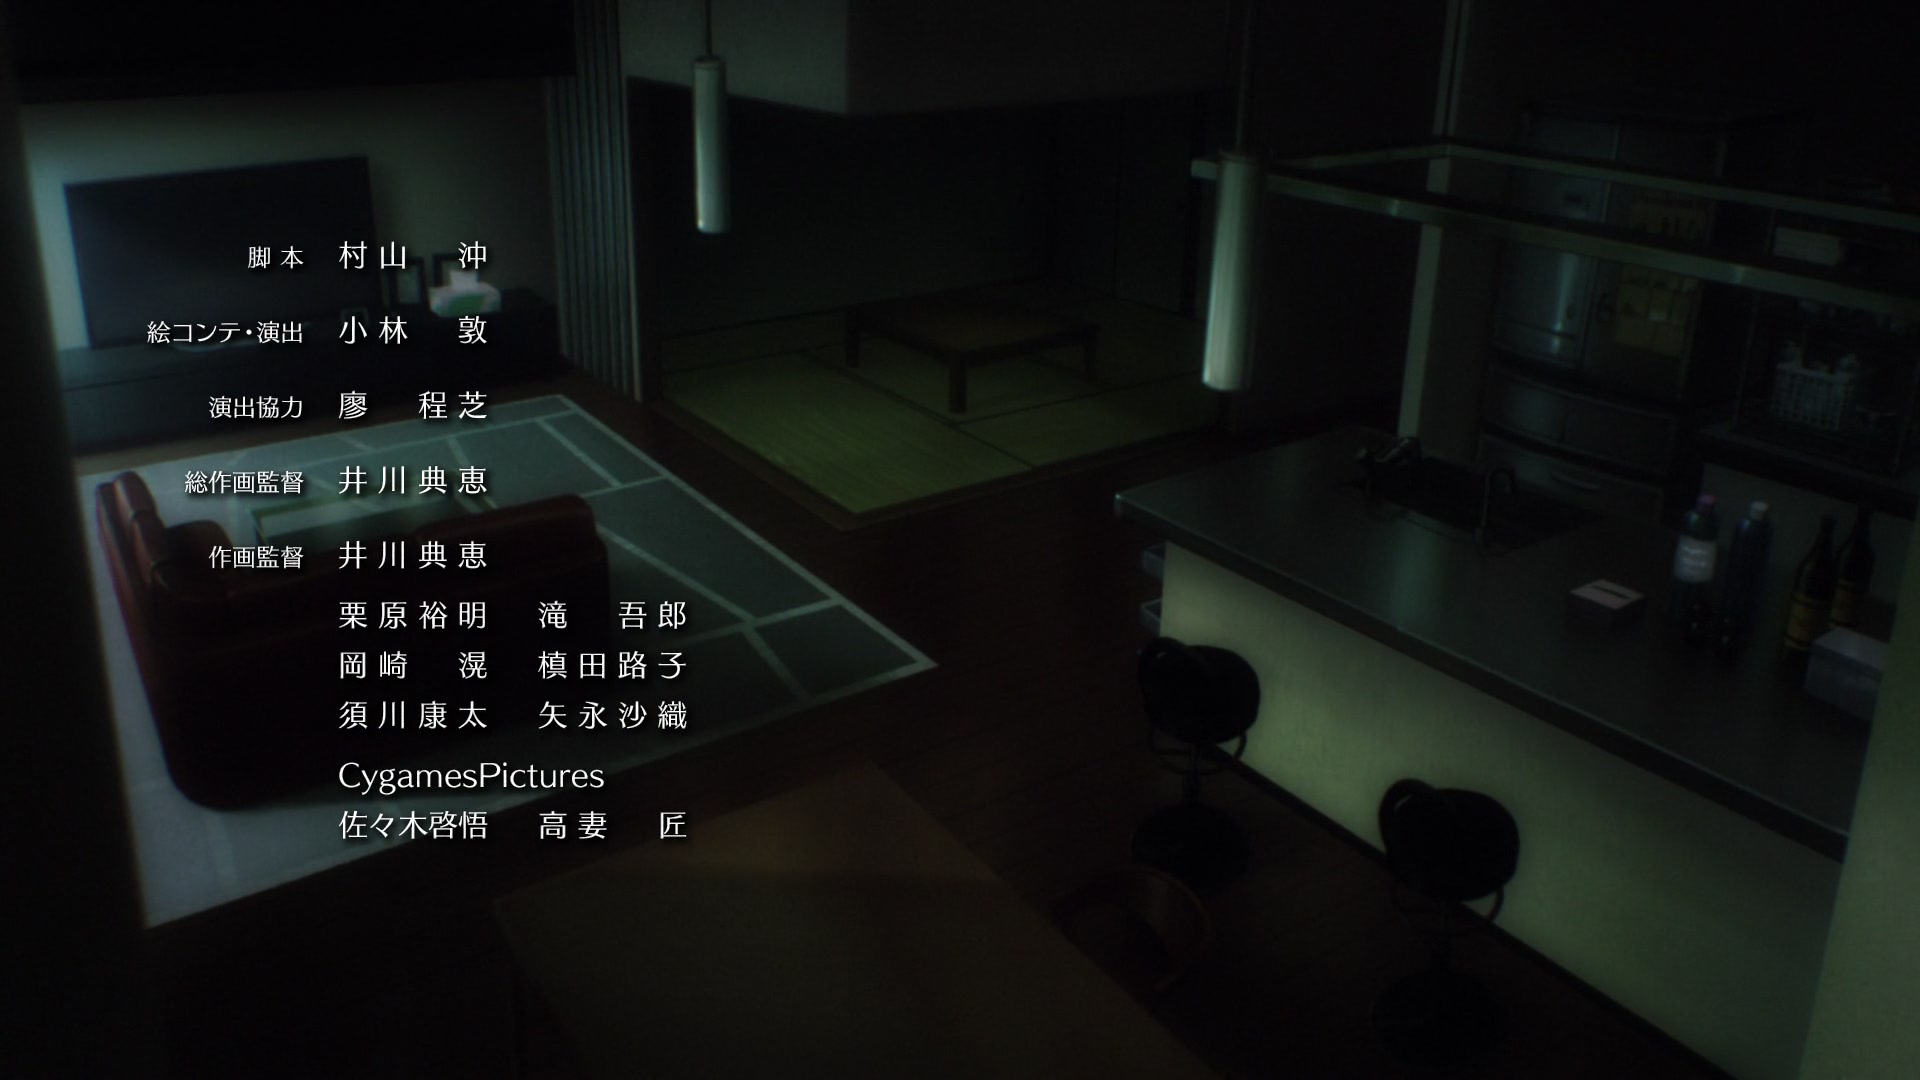 脚本 村山 沖
絵コンテ・演出 小林 敦
演出協力 廖 程芝
総作画監督 井川典恵
作画監督 井川典恵
栗原裕明 滝 吾郎
岡崎 滉 槙田路子
須川康太 矢永沙織
CygamesPictures
佐々木啓悟 高妻 匠